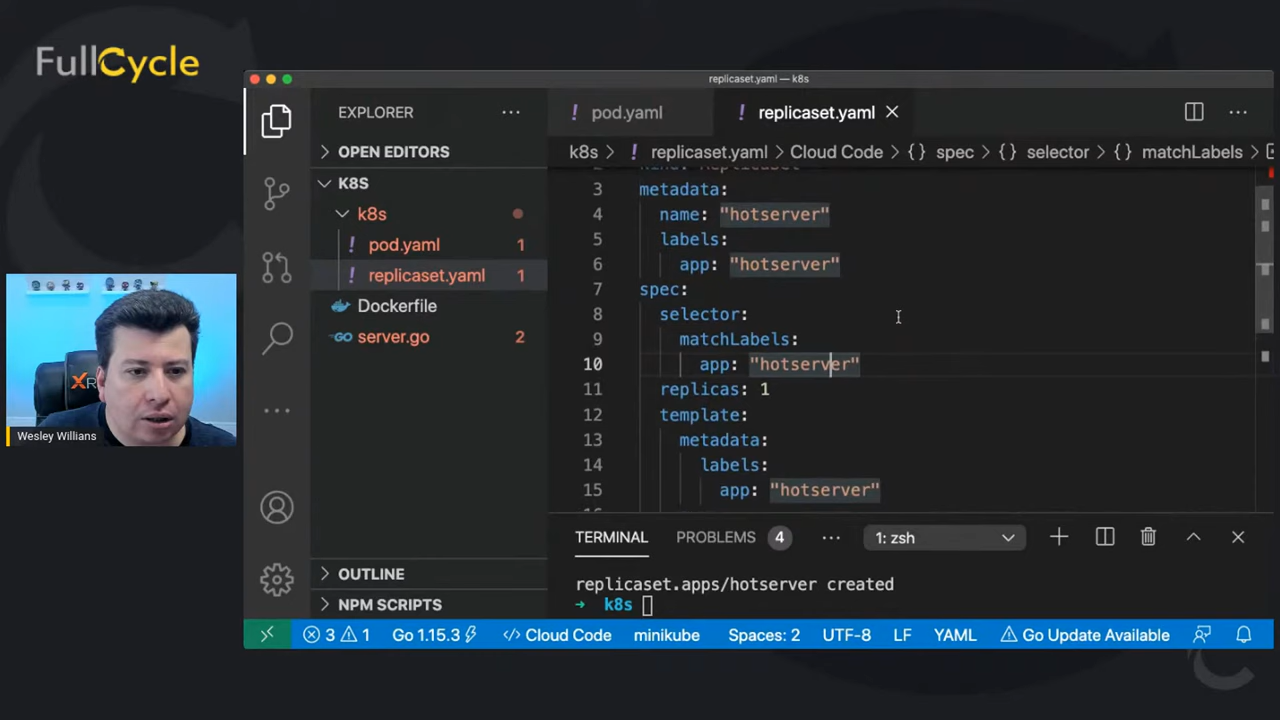 FullCycle
replicaset.yaml — k8s
EXPLORER
OPEN EDITORS
K8S
k8s
pod.yaml 1
replicaset.yaml 1
Dockerfile
server.go 2
OUTLINE
NPM SCRIPTS
pod.yaml
replicaset.yaml
k8s > replicaset.yaml > Cloud Code > {} spec > {} selector > {} matchLabels >
2 kind: ReplicaSet
3 metadata:
4 name: "hotserver"
5 labels:
6 app: "hotserver"
7 spec:
8 selector:
9 matchLabels:
10 app: "hotserver"
11 replicas: 1
12 template:
13 metadata:
14 labels:
15 app: "hotserver"
TERMINAL PROBLEMS 4 1: zsh
replicaset.apps/hotserver created
→ k8s
Wesley Willians
3 1 Go 1.15.3 Cloud Code minikube Spaces: 2 UTF-8 LF YAML Go Update Available